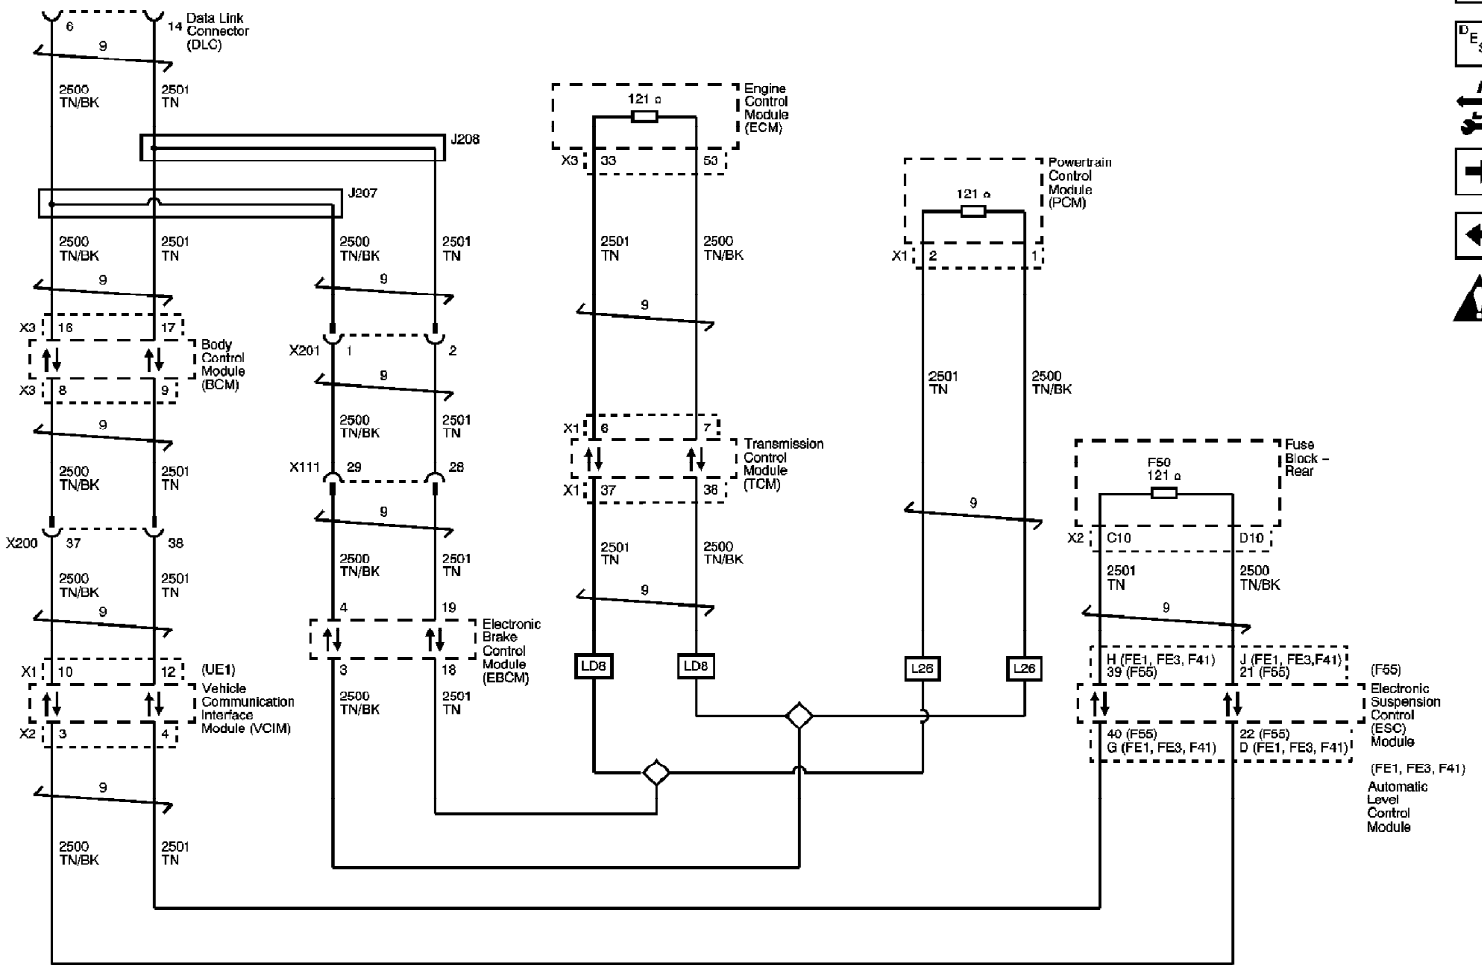 6
14
Data Link
Connector
(DLC)
9
2500
TN/BK
2501
TN
J208
J207
2500
TN/BK
2501
TN
2500
TN/BK
2501
TN
9
9
X3
16
17
Body
Control
Module
(BCM)
X3
8
9
X201
1
2
9
9
2500
TN/BK
2501
TN
2500
TN/BK
2501
TN
X111
29
28
9
X200
37
38
2500
TN/BK
2501
TN
2500
TN/BK
2501
TN
9
4
19
Electronic
Brake
Control
Module
(EBCM)
3
18
2500
TN/BK
2501
TN
X1
10
12
(UE1)
Vehicle
Communication
Interface
Module (VCIM)
X2
3
4
9
2500
TN/BK
2501
TN
121 Ω
Engine
Control
Module
(ECM)
X3
33
53
2501
TN
2500
TN/BK
9
X1
6
7
Transmission
Control
Module
(TCM)
X1
37
38
2501
TN
2500
TN/BK
9
LD8
LD8
121 Ω
Powertrain
Control
Module
(PCM)
X1
2
1
2501
TN
2500
TN/BK
9
L26
L26
F50
121 Ω
Fuse
Block –
Rear
X2
C10
D10
2501
TN
2500
TN/BK
9
H (FE1, FE3, F41)
39 (F55)
J (FE1, FE3,F41)
21 (F55)
(F55)
Electronic
Suspension
Control
(ESC)
Module
40 (F55)
G (FE1, FE3, F41)
22 (F55)
D (FE1, FE3, F41)
(FE1, FE3, F41)
Automatic
Level
Control
Module
D
E
S